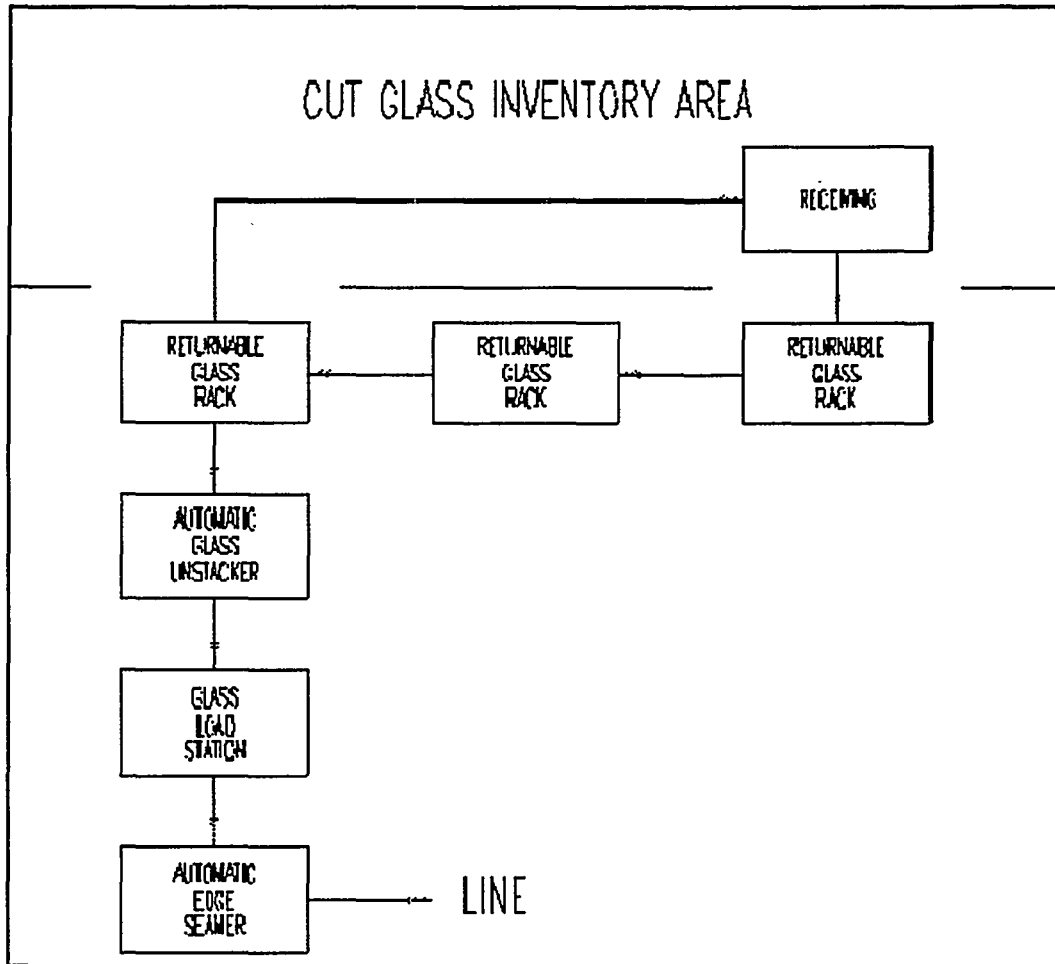 CUT GLASS INVENTORY AREA
RECEIVING
RETURNABLE
GLASS
RACK
RETURNABLE
GLASS
RACK
RETURNABLE
GLASS
RACK
AUTOMATIC
GLASS
UNSTACKER
GLASS
LOAD
STATION
AUTOMATIC
EDGE
SEAMER
LINE